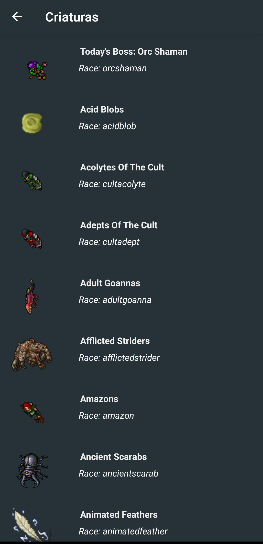 Criaturas
Today's Boss: Orc Shaman
Race: orcshaman
Acid Blobs
Race: acidblob
Acolytes Of The Cult
Race: cultacolyte
Adepts Of The Cult
Race: cultadept
Adult Goannas
Race: adultgoanna
Afflicted Striders
Race: afflictedstrider
Amazons
Race: amazon
Ancient Scarabs
Race: ancientscarab
Animated Feathers
Race: animatedfeather